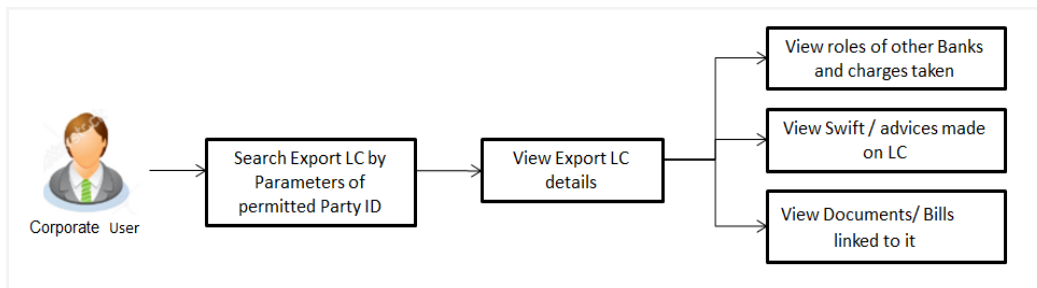 Corporate User
Search Export LC by
Parameters of
permitted Party ID
View Export LC
details
View roles of other Banks
and charges taken
View Swift / advices made
on LC
View Documents/ Bills
linked to it